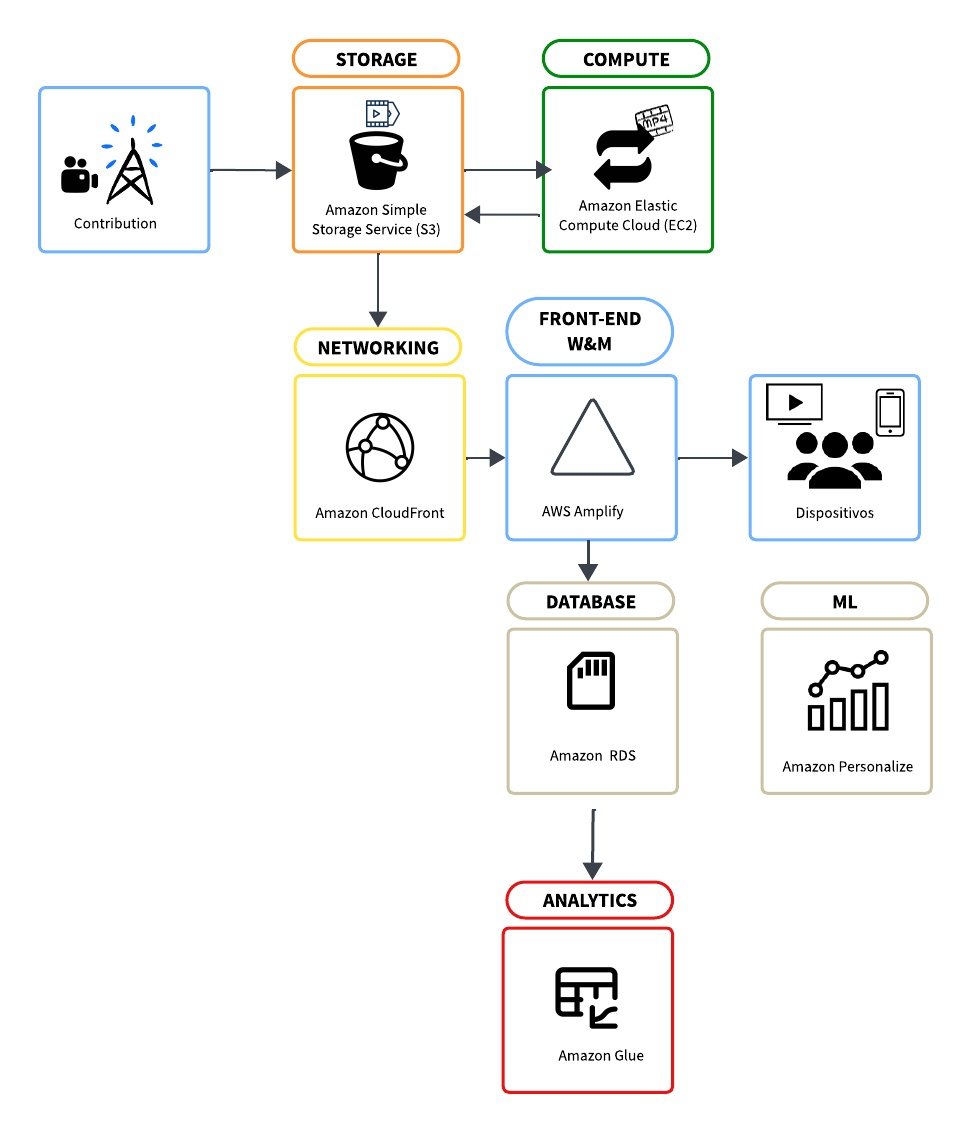 STORAGE
COMPUTE
MP4
Contribution
Amazon Simple
Storage Service (S3)
Amazon Elastic
Compute Cloud (EC2)
FRONT-END
W&M
NETWORKING
Amazon CloudFront
AWS Amplify
Dispositivos
DATABASE
ML
Amazon  RDS
Amazon Personalize
ANALYTICS
Amazon Glue